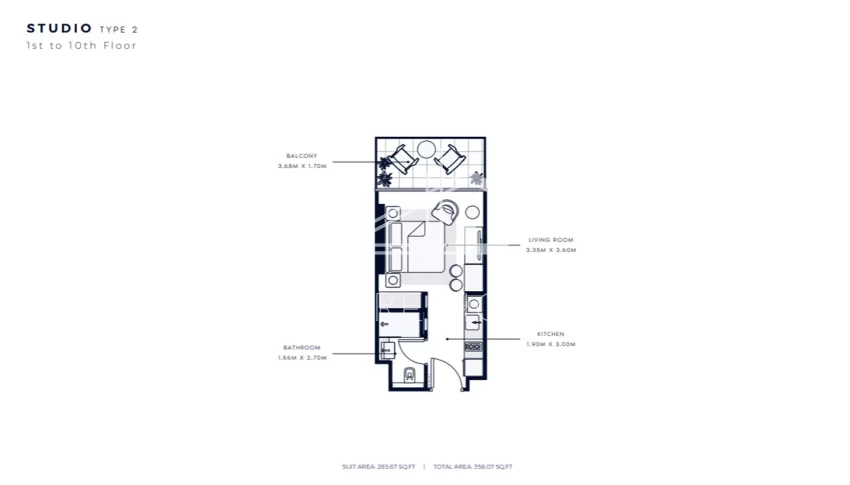 STUDIO TYPE 2
1st to 10th Floor
BALCONY
3.68M X 1.70M
LIVING ROOM
3.35M X 3.60M
KITCHEN
1.90M X 3.00M
BATHROOM
1.56M X 2.70M
SUIT AREA: 285.67 SQ.FT | TOTAL AREA: 356.07 SQ.FT